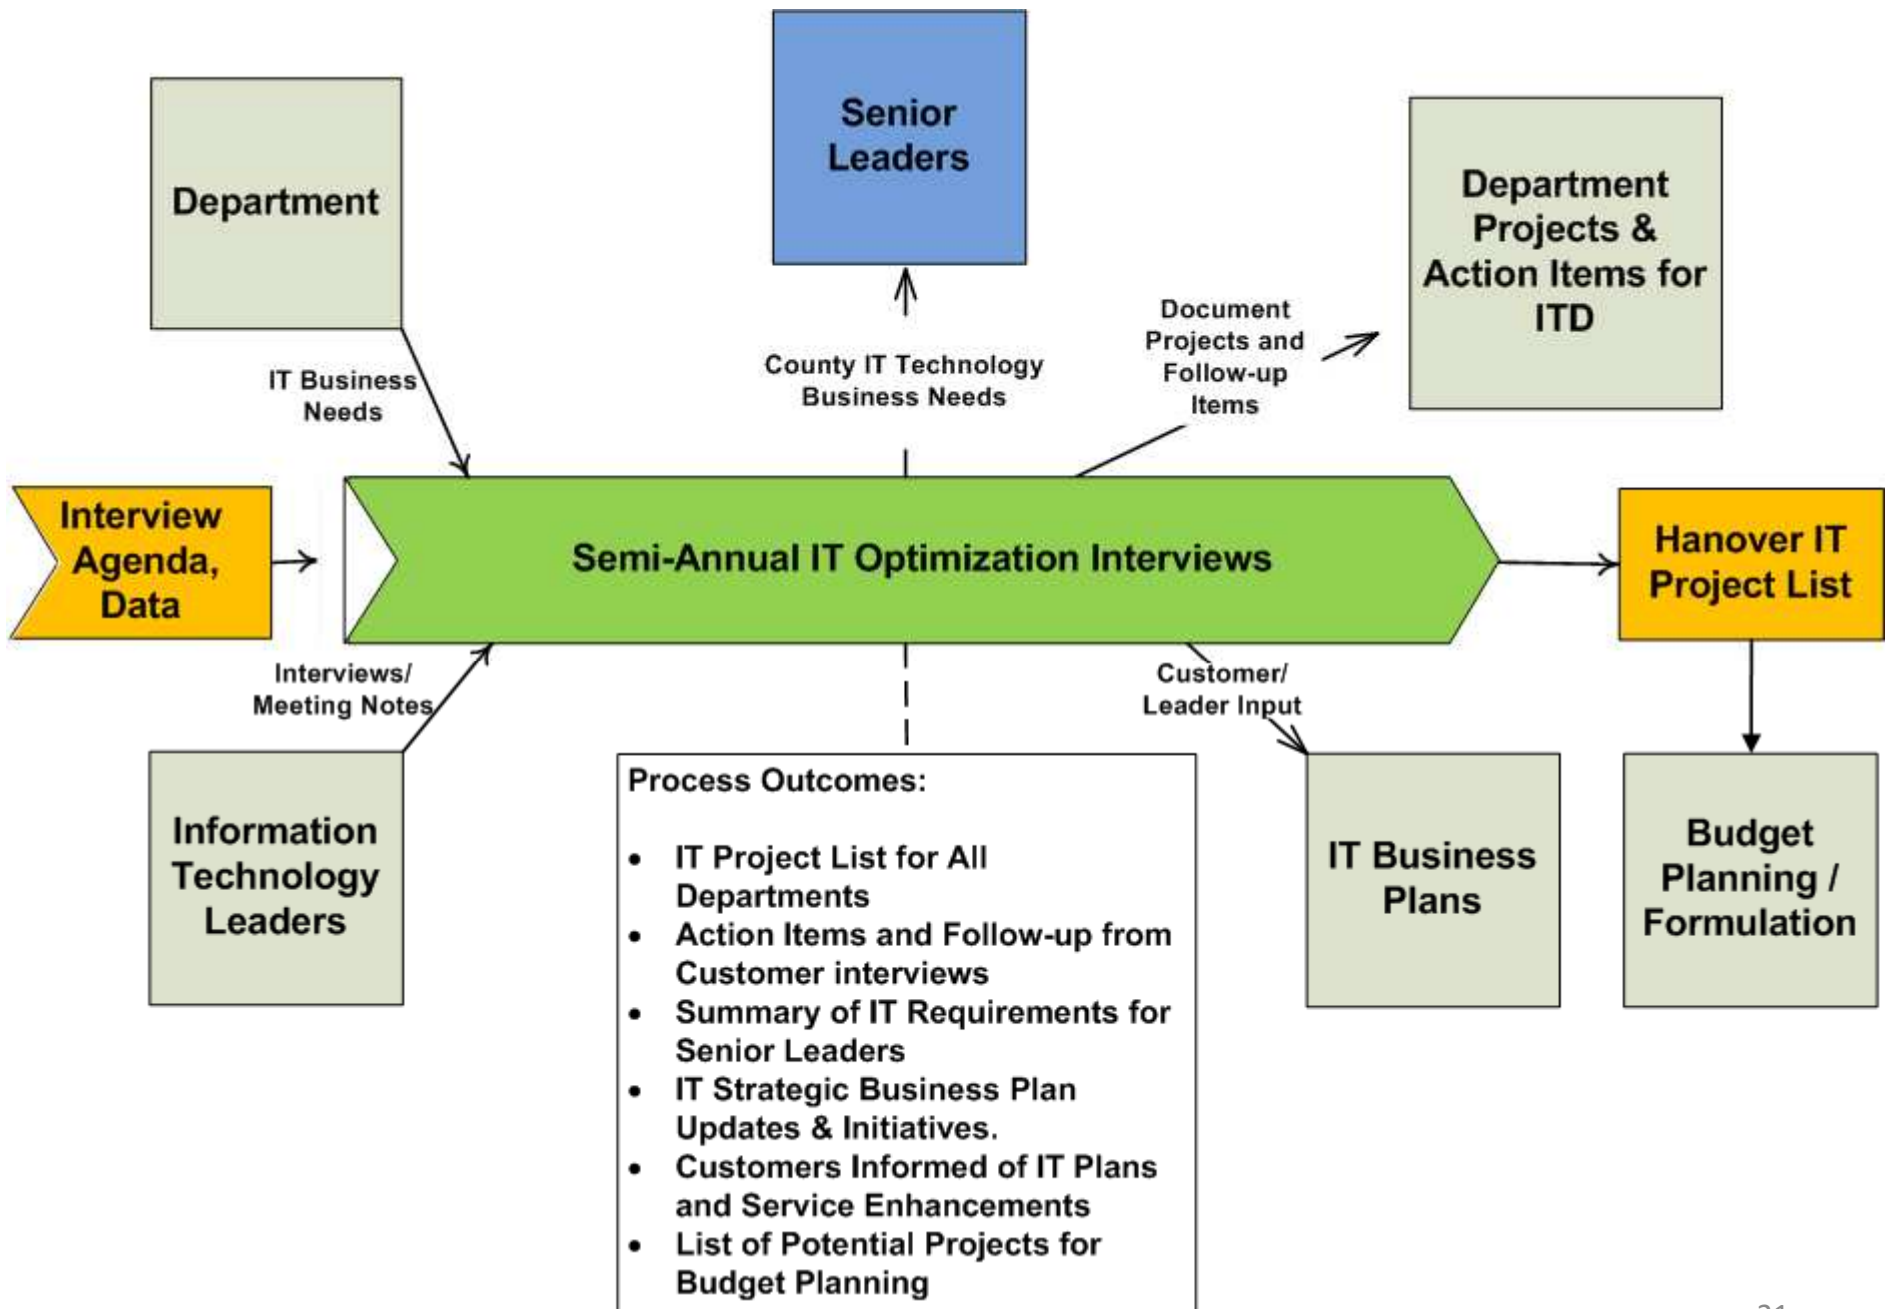 Senior
Leaders
Department
Department
Projects &
Action Items for
ITD
Document
Projects and
Follow-up
Items
IT Business
Needs
County IT Technology
Business Needs
Interview
Agenda,
Data
Semi-Annual IT Optimization Interviews
Hanover IT
Project List
Interviews/
Meeting Notes
Customer/
Leader Input
Information
Technology
Leaders
Process Outcomes:
• IT Project List for All
Departments
• Action Items and Follow-up from
Customer interviews
• Summary of IT Requirements for
Senior Leaders
• IT Strategic Business Plan
Updates & Initiatives.
• Customers Informed of IT Plans
and Service Enhancements
• List of Potential Projects for
Budget Planning
IT Business
Plans
Budget
Planning /
Formulation